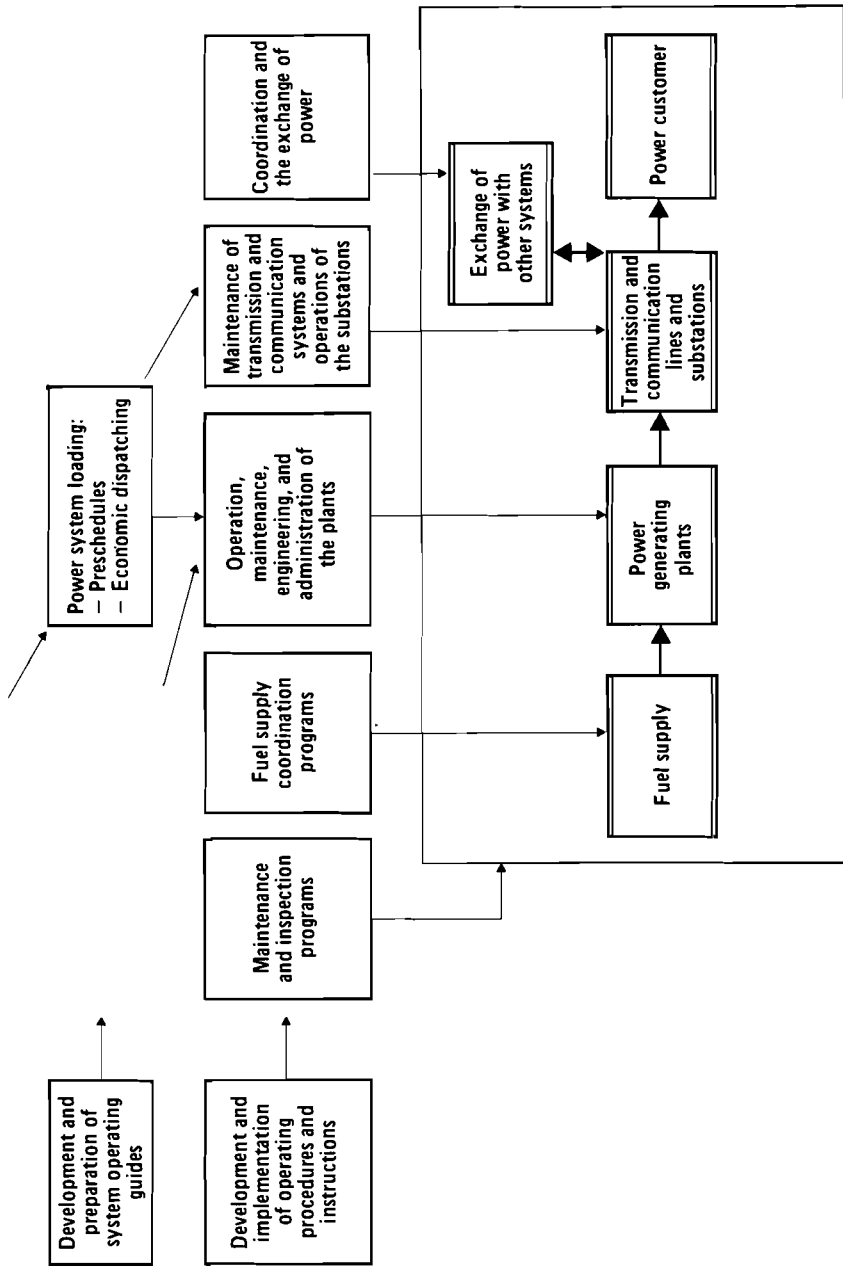 Development and
preparation of
system operating
guides
Power system loading:
– Preschedules
– Economic dispatching
Development and
implementation
of operating
procedures and
instructions
Maintenance
and inspection
programs
Fuel supply
coordination
programs
Operation,
maintenance,
engineering, and
administration of
the plants
Maintenance of
transmission and
communication
systems and
operations of
the substations
Coordination and
the exchange of
power
Exchange of
power with
other systems
Fuel supply
Power
generating
plants
Transmission and
communication
lines and
substations
Power customer